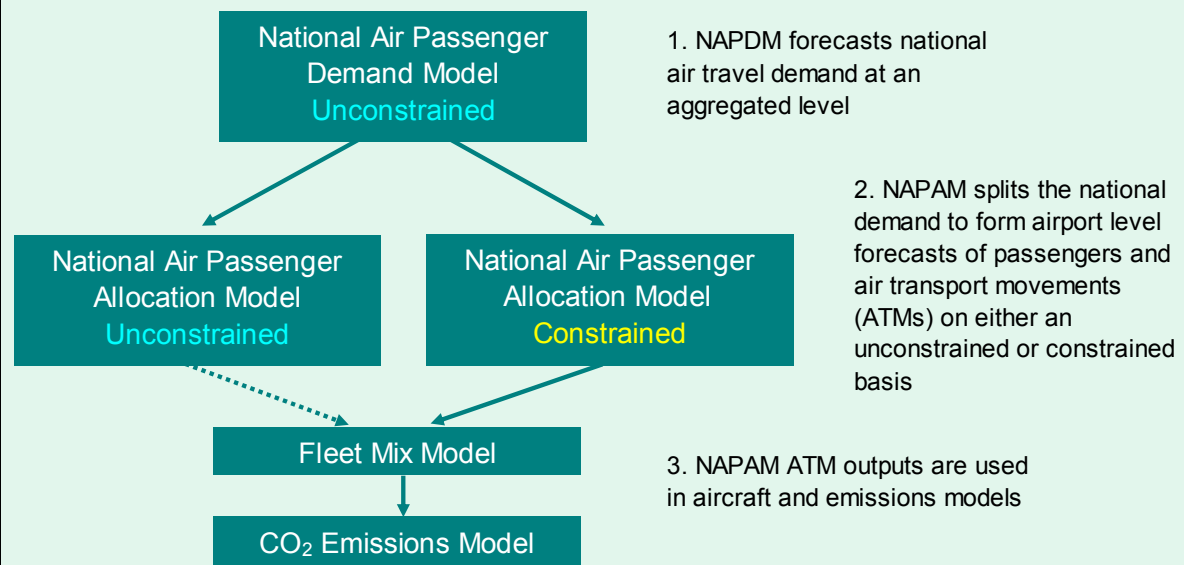 National Air Passenger
Demand Model
Unconstrained
1. NAPDM forecasts national
air travel demand at an
aggregated level
National Air Passenger
Allocation Model
Unconstrained
National Air Passenger
Allocation Model
Constrained
2. NAPAM splits the national
demand to form airport level
forecasts of passengers and
air transport movements
(ATMs) on either an
unconstrained or constrained
basis
Fleet Mix Model
3. NAPAM ATM outputs are used
in aircraft and emissions models
CO₂ Emissions Model